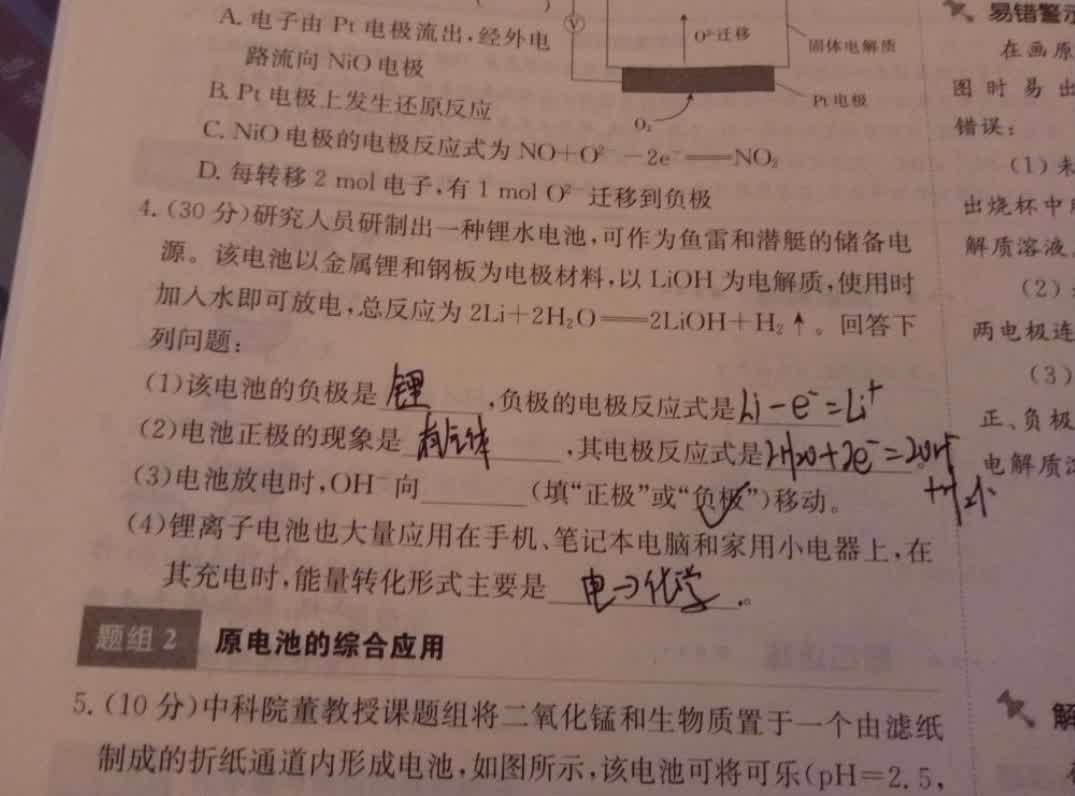 A. 电子由 Pt 电极流出,经外电
路流向 NiO 电极
B. Pt 电极上发生还原反应
C. NiO 电极的电极反应式为 NO+O²⁻-2e⁻══NO₂
D. 每转移 2 mol 电子,有 1 mol O²⁻ 迁移到负极
V
O²⁻迁移
固体电解质
Pt 电极
O₂
4. (30 分)研究人员研制出一种锂水电池,可作为鱼雷和潜艇的储备电
源。该电池以金属锂和钢板为电极材料,以 LiOH 为电解质,使用时
加入水即可放电,总反应为 2Li+2H₂O══2LiOH+H₂↑。回答下
列问题:
(1)该电池的负极是 锂 ,负极的电极反应式是 Li-e⁻=Li⁺
(2)电池正极的现象是 有气体 ,其电极反应式是 2H₂O+2e⁻=2OH⁻
+H₂↑
(3)电池放电时,OH⁻向______(填“正极”或“负极”)移动。
(4)锂离子电池也大量应用在手机、笔记本电脑和家用小电器上,在
其充电时,能量转化形式主要是 电→化学 。
题组 2 原电池的综合应用
5. (10 分)中科院董教授课题组将二氧化锰和生物质置于一个由滤纸
制成的折纸通道内形成电池,如图所示,该电池可将可乐(pH=2.5,
易错警示
在画原
图时易出
错误:
(1)未
出烧杯中
解质溶液
(2)
两电极连
(3)
正、负极
电解质
解